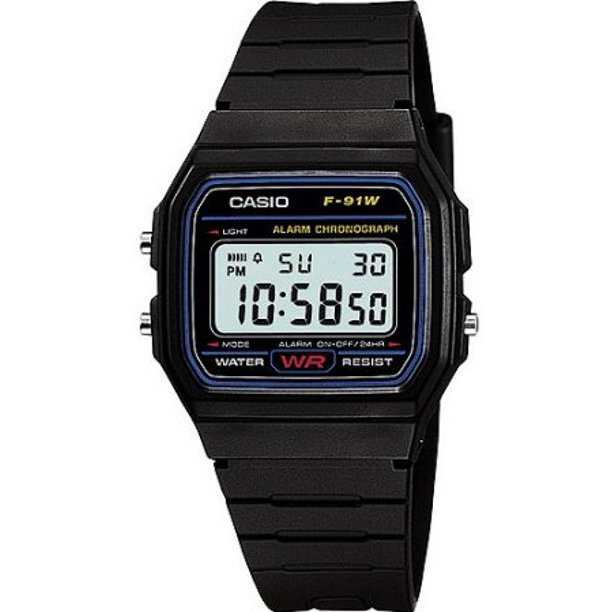 CASIO F-91W
LIGHT ALARM CHRONOGRAPH
PM SU 30
10:58 50
MODE ALARM ON-OFF/24HR
WATER WR RESIST